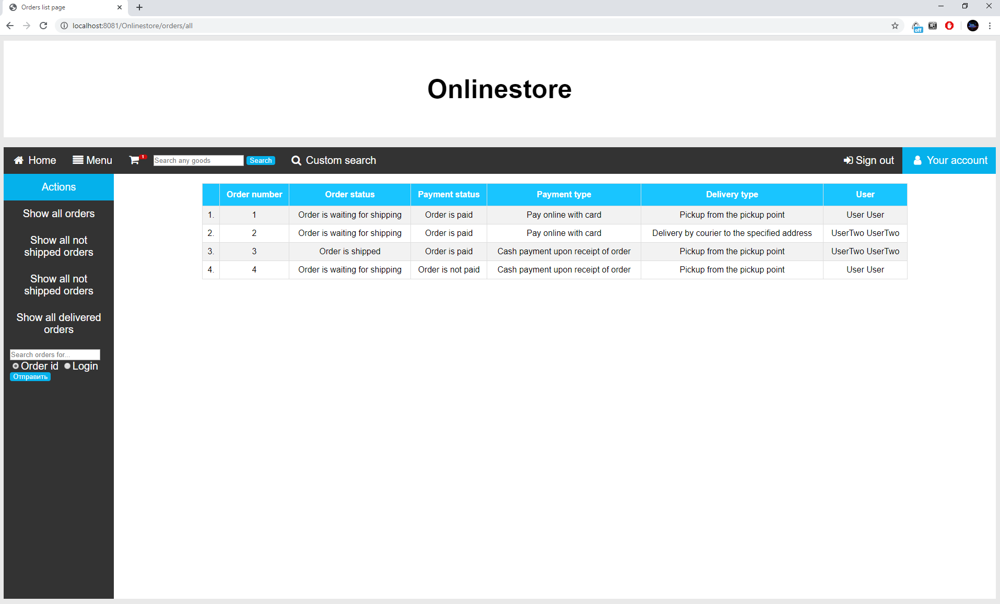 Orders list page
localhost:8081/Onlinestore/orders/all
off
Onlinestore
Home Menu 1 Search any goods Search Custom search Sign out Your account
Actions
Show all orders
Show all not
shipped orders
Show all not
shipped orders
Show all delivered
orders
Search orders for...
Order id Login
Отправить
Order number Order status Payment status Payment type Delivery type User
1. 1 Order is waiting for shipping Order is paid Pay online with card Pickup from the pickup point User User
2. 2 Order is waiting for shipping Order is paid Pay online with card Delivery by courier to the specified address UserTwo UserTwo
3. 3 Order is shipped Order is paid Cash payment upon receipt of order Pickup from the pickup point UserTwo UserTwo
4. 4 Order is waiting for shipping Order is not paid Cash payment upon receipt of order Pickup from the pickup point User User